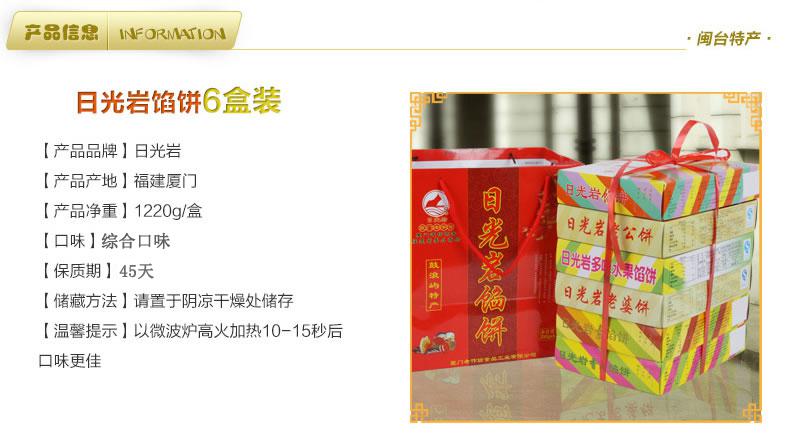 产品信息 INFORMATION
·闽台特产·
日光岩馅饼6盒装
【产品品牌】日光岩
【产品产地】福建厦门
【产品净重】1220g/盒
【口味】综合口味
【保质期】45天
【储藏方法】请置于阴凉干燥处储存
【温馨提示】以微波炉高火加热10-15秒后
口味更佳
日光岩
鼓浪屿特产
日光岩馅饼
日光岩馅饼
日光岩老公饼
日光岩多味水果馅饼
日光岩老婆饼